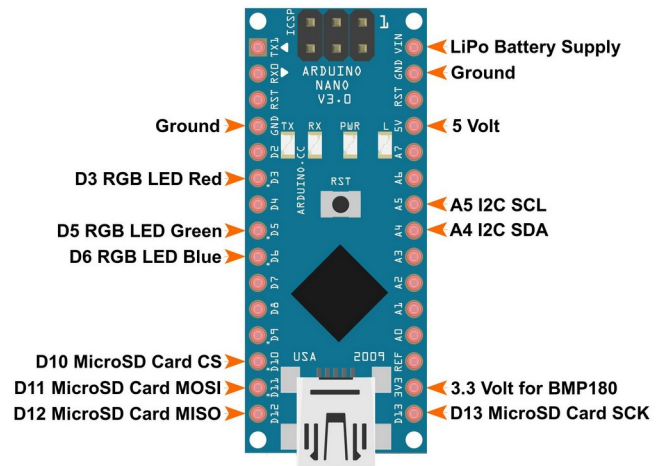 ICSP
1
TX1
RX0
RST
GND
D2
D3
D4
D5
D6
D7
D8
D9
D10
D11
D12
ARDUINO
NANO
V3.0
TX
RX
PWR
L
ARDUINO.CC
RST
USA
2009
VIN
GND
RST
5V
A7
A6
A5
A4
A3
A2
A1
A0
REF
3V3
D13
Ground
D3 RGB LED Red
D5 RGB LED Green
D6 RGB LED Blue
D10 MicroSD Card CS
D11 MicroSD Card MOSI
D12 MicroSD Card MISO
LiPo Battery Supply
Ground
5 Volt
A5 I2C SCL
A4 I2C SDA
3.3 Volt for BMP180
D13 MicroSD Card SCK